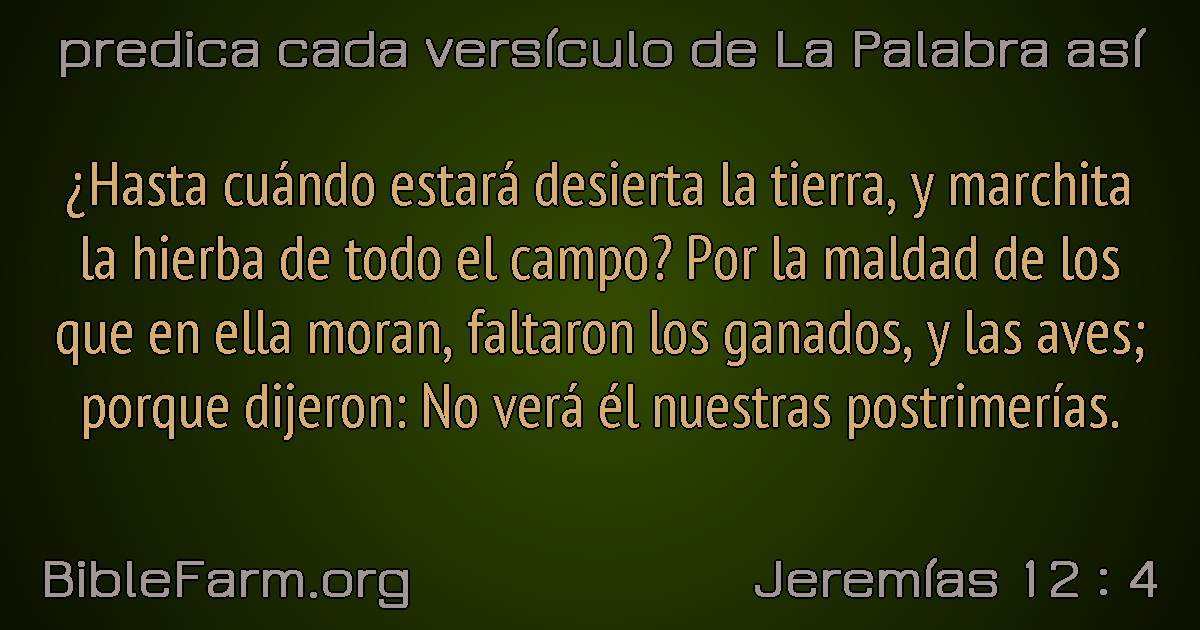 predica cada versículo de La Palabra así
¿Hasta cuándo estará desierta la tierra, y marchita
la hierba de todo el campo? Por la maldad de los
que en ella moran, faltaron los ganados, y las aves;
porque dijeron: No verá él nuestras postrimerías.
BibleFarm.org
Jeremías 12 : 4